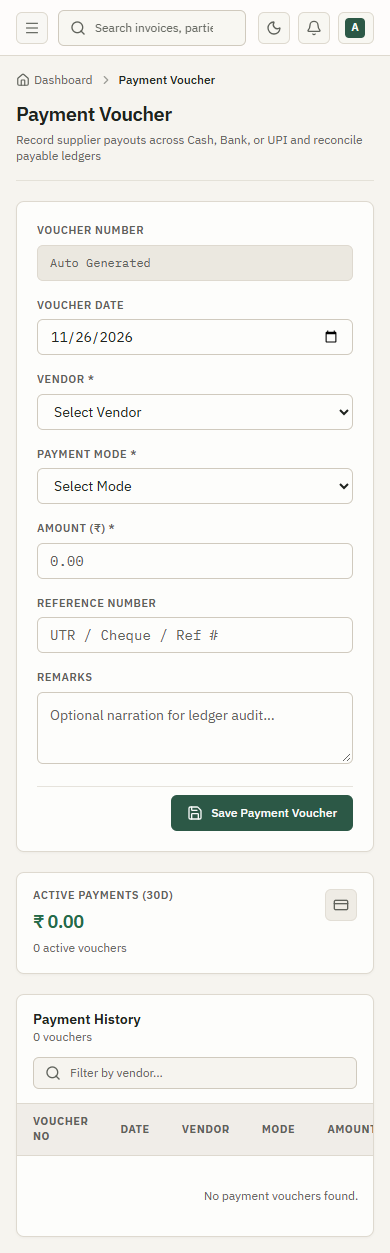 Search invoices, partie
A
Dashboard > Payment Voucher
Payment Voucher
Record supplier payouts across Cash, Bank, or UPI and reconcile
payable ledgers
VOUCHER NUMBER
Auto Generated
VOUCHER DATE
11/26/2026
VENDOR *
Select Vendor
PAYMENT MODE *
Select Mode
AMOUNT (₹) *
0.00
REFERENCE NUMBER
UTR / Cheque / Ref #
REMARKS
Optional narration for ledger audit...
Save Payment Voucher
ACTIVE PAYMENTS (30D)
₹ 0.00
0 active vouchers
Payment History
0 vouchers
Filter by vendor...
VOUCHER NO DATE VENDOR MODE AMOUNT
No payment vouchers found.